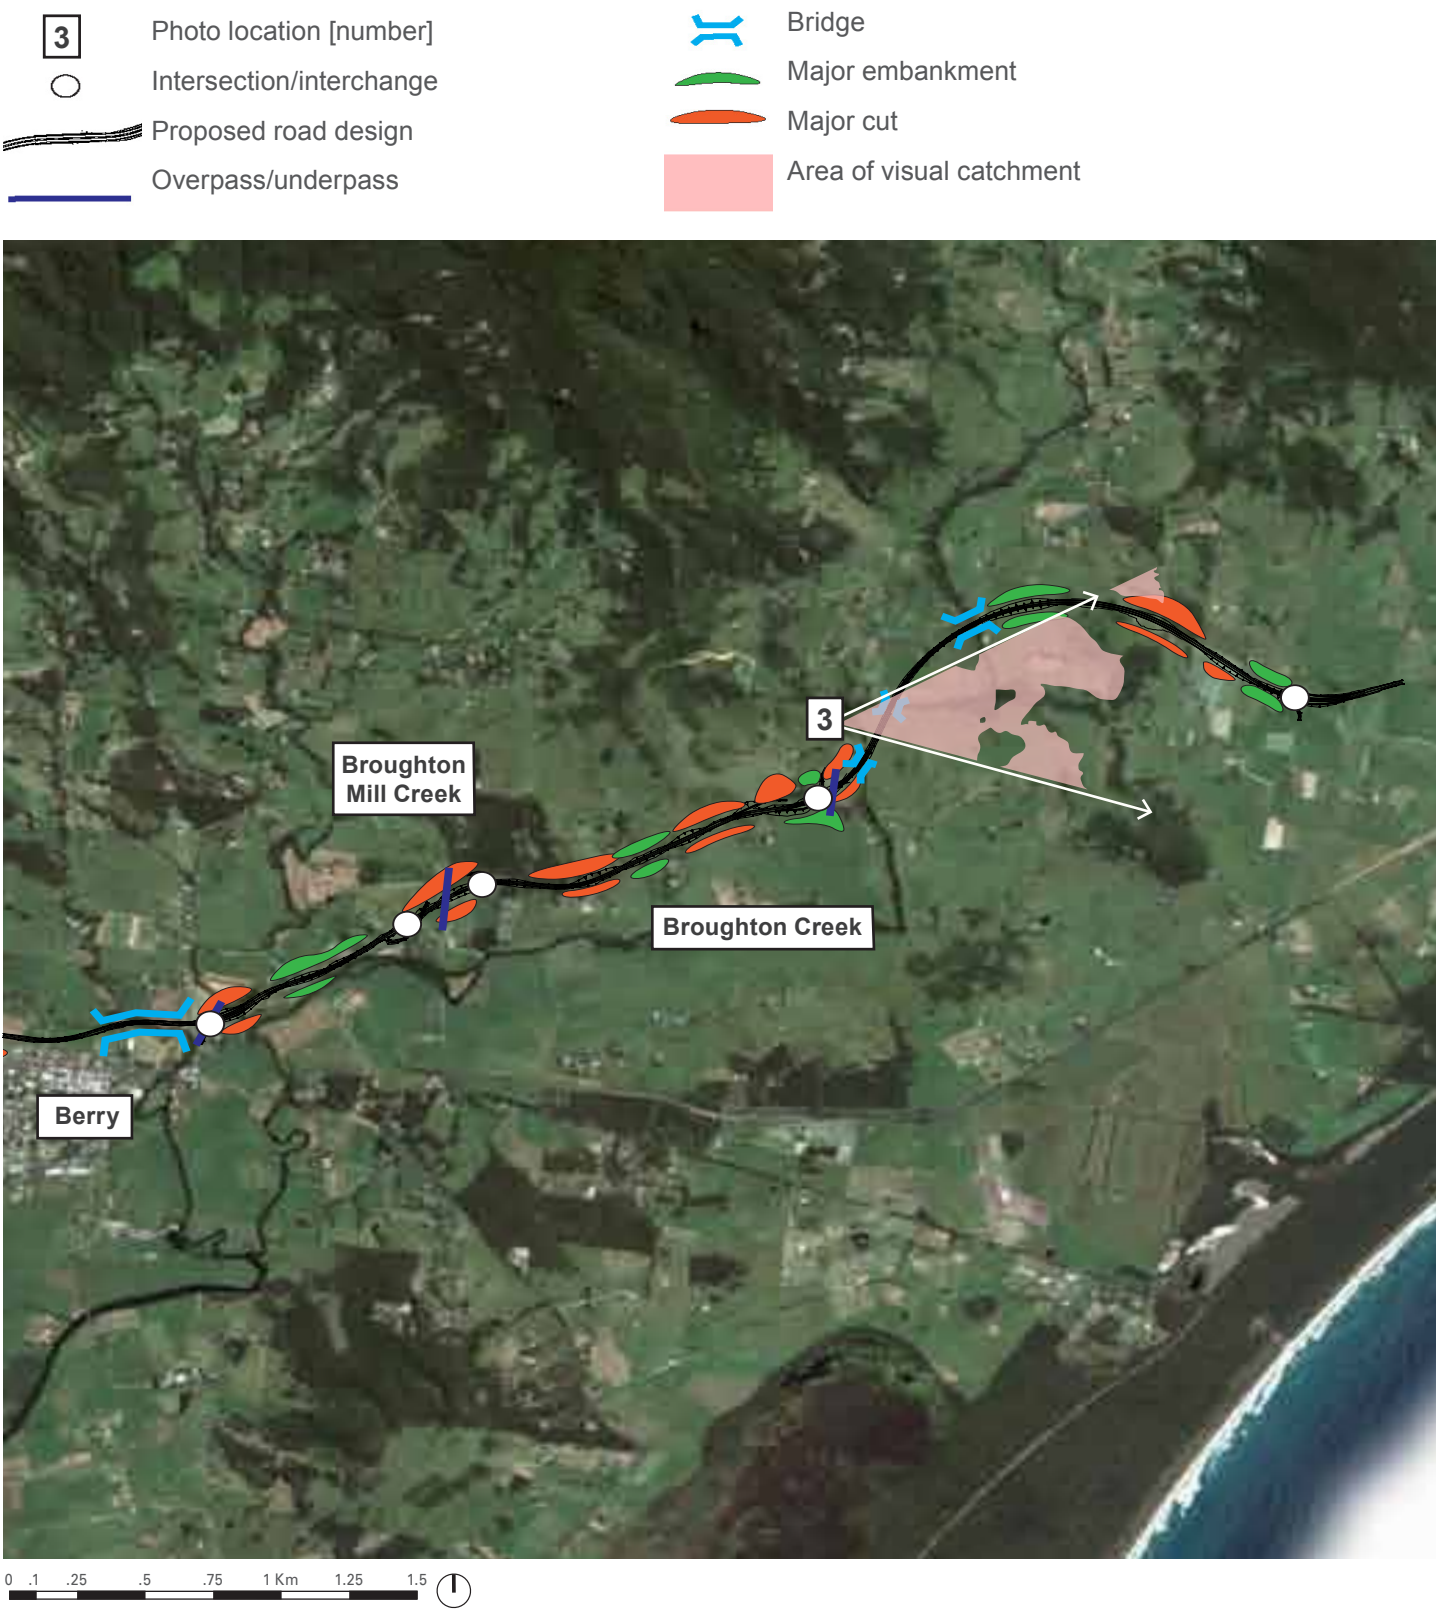 3 Photo location [number]
Intersection/interchange
Proposed road design
Overpass/underpass
Bridge
Major embankment
Major cut
Area of visual catchment
3
Broughton
Mill Creek
Broughton Creek
Berry
0 .1 .25 .5 .75 1 Km 1.25 1.5